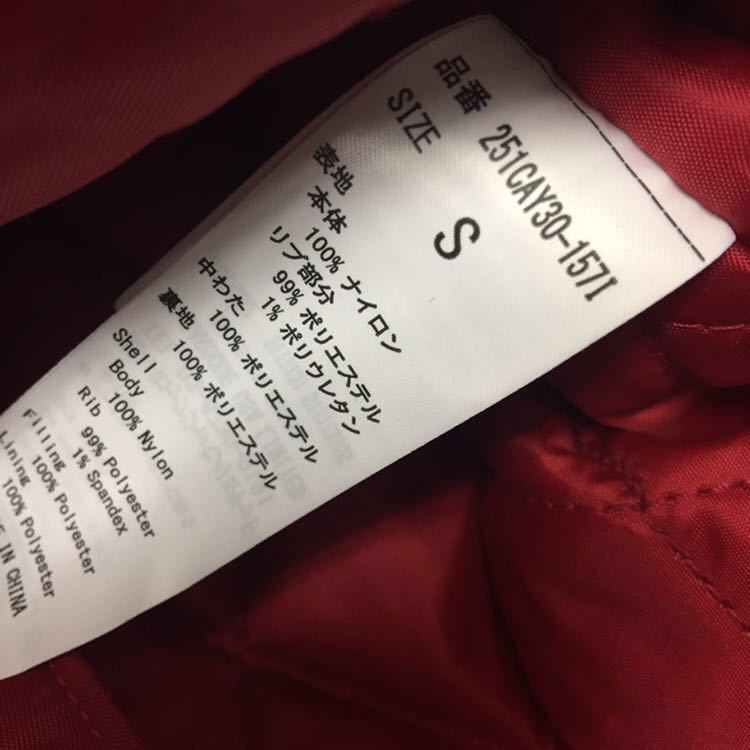 品番 251CAY30-157I
SIZE S
表地
本体
100% ナイロン
リブ部分
99% ポリエステル
1% ポリウレタン
中わた
100% ポリエステル
裏地
100% ポリエステル
Shell
Body
100% Nylon
Rib
99% Polyester
1% Spandex
Filling
100% Polyester
Lining
100% Polyester
IN CHINA